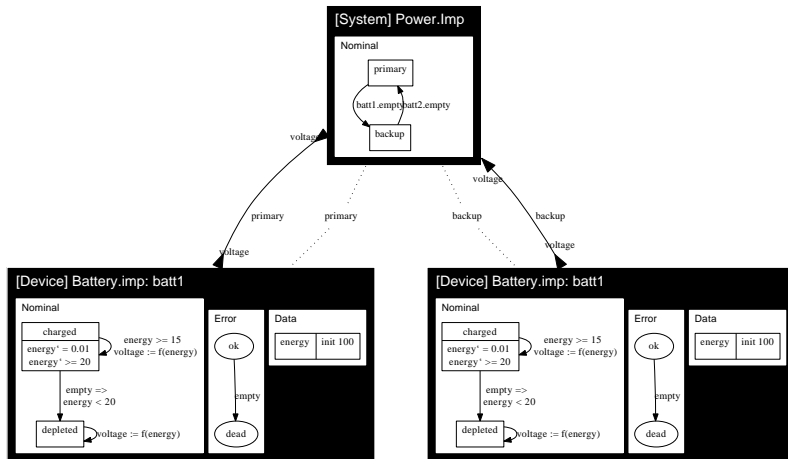 [System] Power.Imp
Nominal
primary
batt1.empty
batt2.empty
backup
voltage
voltage
primary
primary
backup
backup
voltage
voltage
[Device] Battery.imp: batt1
Nominal
charged
energy' = 0.01
energy' >= 20
energy >= 15
voltage := f(energy)
empty =>
energy < 20
depleted
voltage := f(energy)
Error
ok
empty
dead
Data
energy
init 100
[Device] Battery.imp: batt1
Nominal
charged
energy' = 0.01
energy' >= 20
energy >= 15
voltage := f(energy)
empty =>
energy < 20
depleted
voltage := f(energy)
Error
ok
empty
dead
Data
energy
init 100